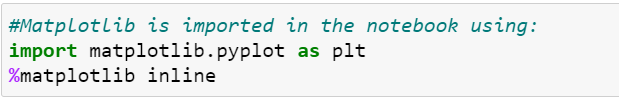 #Matplotlib is imported in the notebook using:
import matplotlib.pyplot as plt
%matplotlib inline